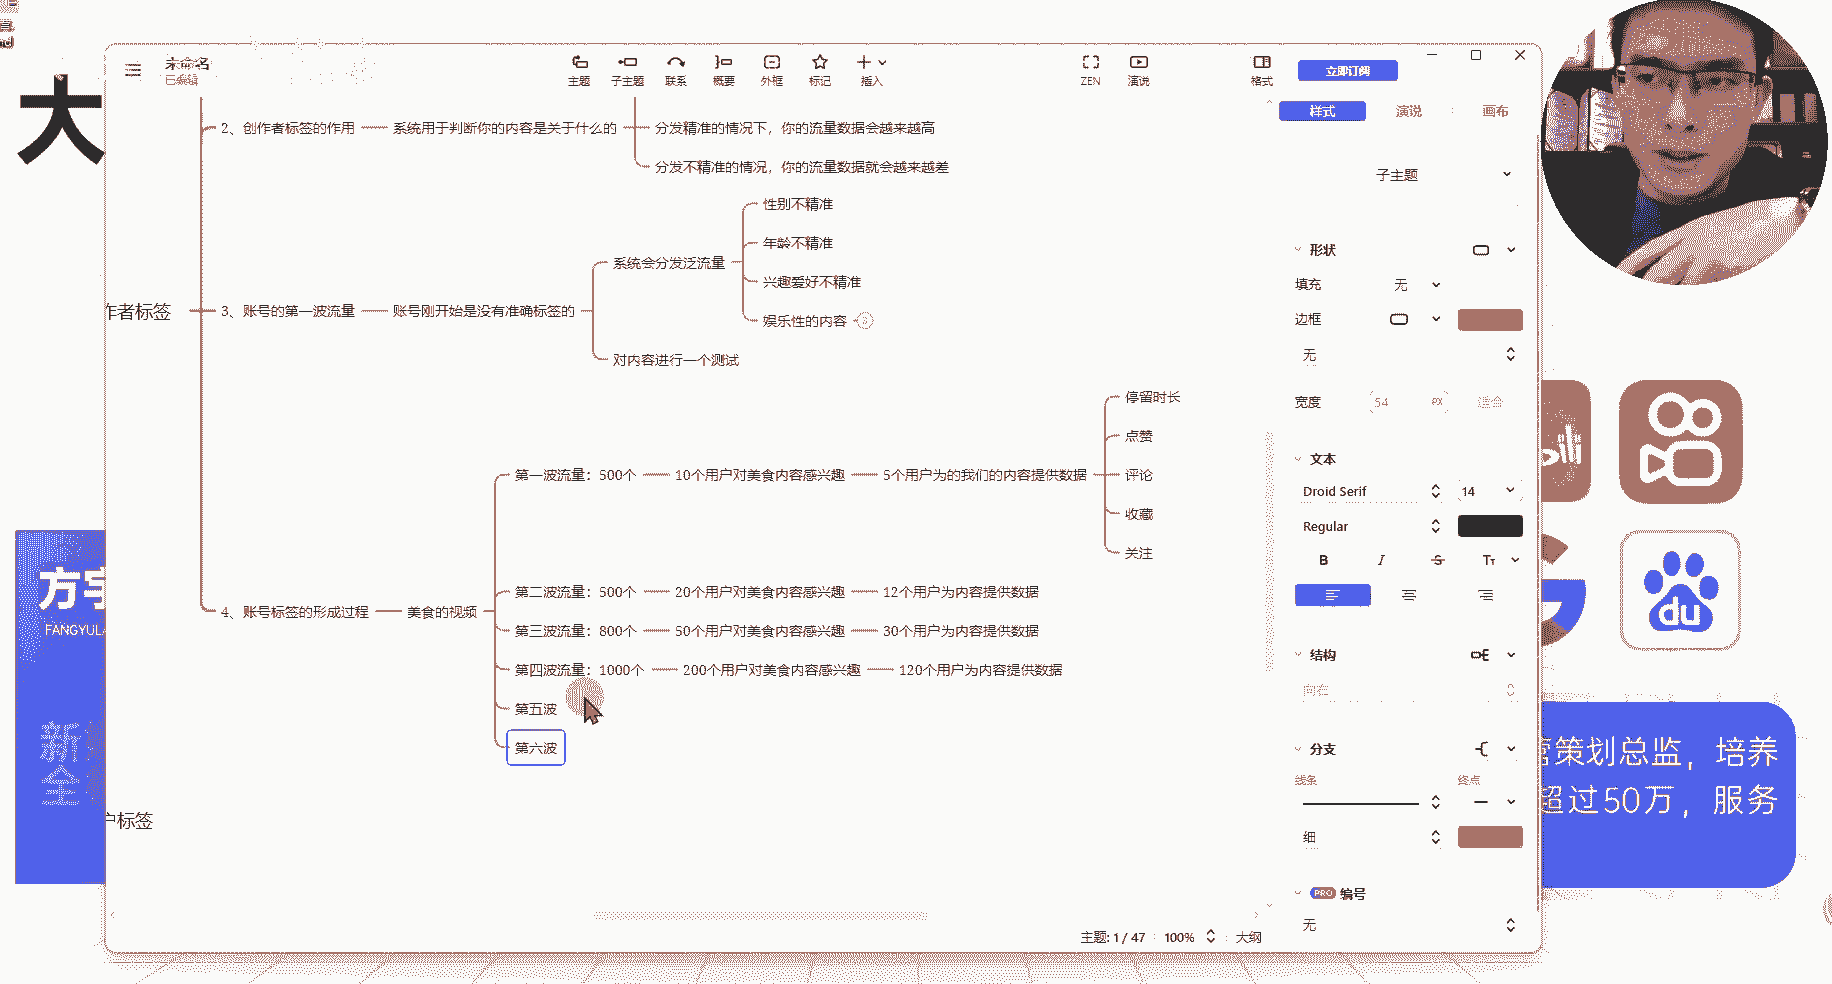 大
未命名
已编辑
主题
子主题
联系
概要
外框
标记
插入
ZEN
演说
格式
立即订阅
样式
演说
画布
2、创作者标签的作用
系统用于判断你的内容是关于什么的
分发精准的情况下，你的流量数据会越来越高
分发不精准的情况，你的流量数据就会越来越差
作者标签
3、账号的第一波流量
账号刚开始是没有准确标签的
系统会分发泛流量
性别不精准
年龄不精准
兴趣爱好不精准
娱乐性的内容
对内容进行一个测试
4、账号标签的形成过程
美食的视频
第一波流量：500个
10个用户对美食内容感兴趣
5个用户为的我们的内容提供数据
停留时长
点赞
评论
收藏
关注
第二波流量：500个
20个用户对美食内容感兴趣
12个用户为内容提供数据
第三波流量：800个
50个用户对美食内容感兴趣
30个用户为内容提供数据
第四波流量：1000个
200个用户对美食内容感兴趣
120个用户为内容提供数据
第五波
第六波
户标签
子主题
形状
填充
无
边框
无
宽度
54
PX
适合
文本
Droid Serif
14
Regular
B
I
S
Tт
结构
向右
分支
线条
终点
细
PRO
编号
无
主题: 1 / 47
100%
大纲
方宇
FANGYULA
新
全
du
营策划总监，培养
超过50万，服务